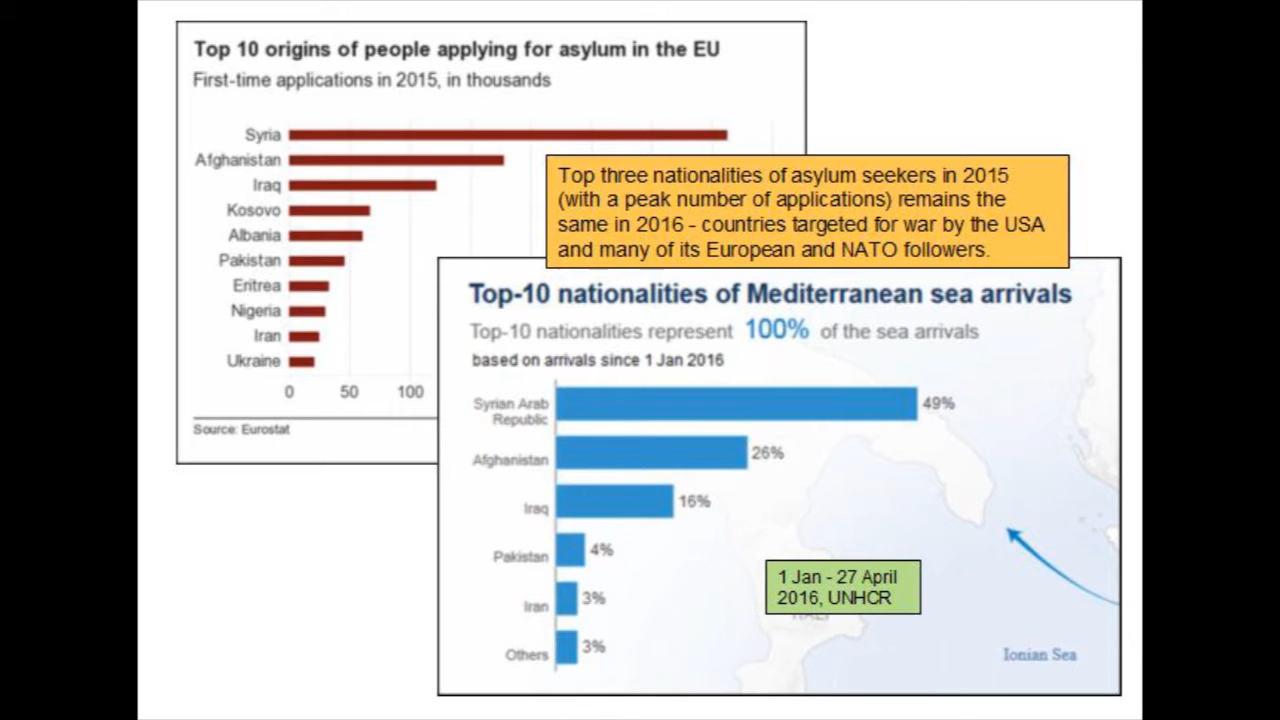 Top 10 origins of people applying for asylum in the EU
First-time applications in 2015, in thousands
Syria
Afghanistan
Iraq
Kosovo
Albania
Pakistan
Eritrea
Nigeria
Iran
Ukraine
0 50 100
Source: Eurostat
Top three nationalities of asylum seekers in 2015
(with a peak number of applications) remains the
same in 2016 - countries targeted for war by the USA
and many of its European and NATO followers.
Top-10 nationalities of Mediterranean sea arrivals
Top-10 nationalities represent 100% of the sea arrivals
based on arrivals since 1 Jan 2016
Syrian Arab
Republic
49%
Afghanistan 26%
Iraq 16%
Pakistan 4%
Iran 3%
Others 3%
1 Jan - 27 April
2016, UNHCR
ITALY
Ionian Sea